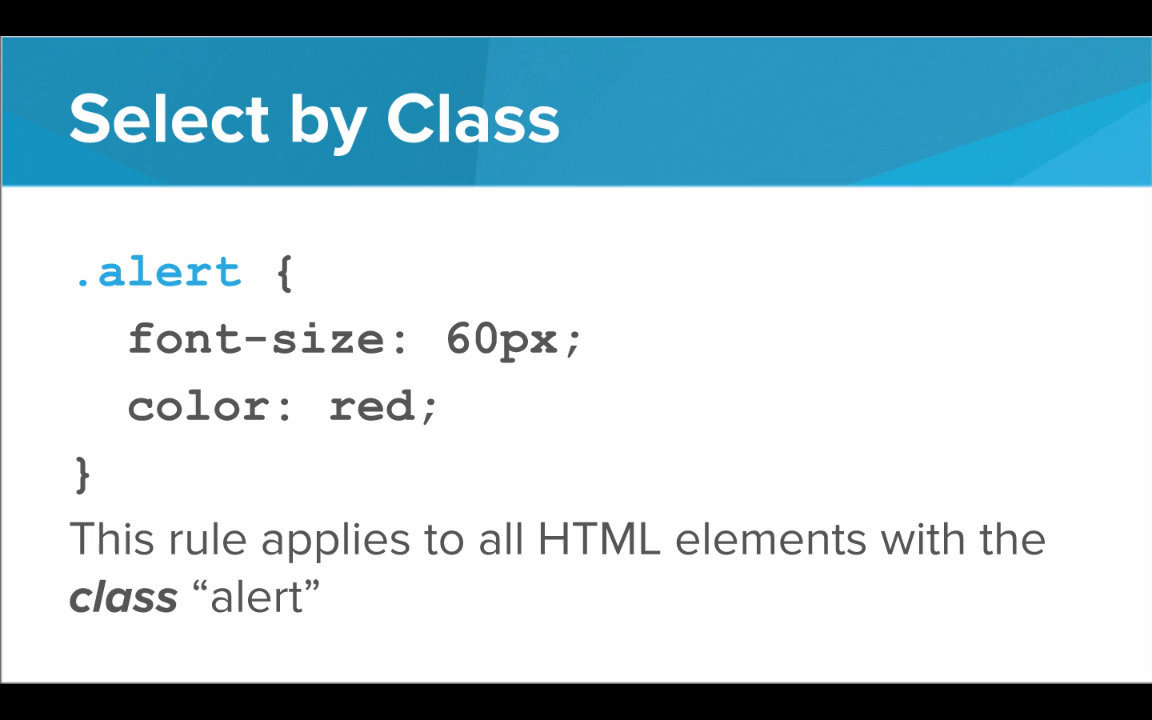 Select by Class
.alert {
font-size: 60px;
color: red;
}
This rule applies to all HTML elements with the
class “alert”